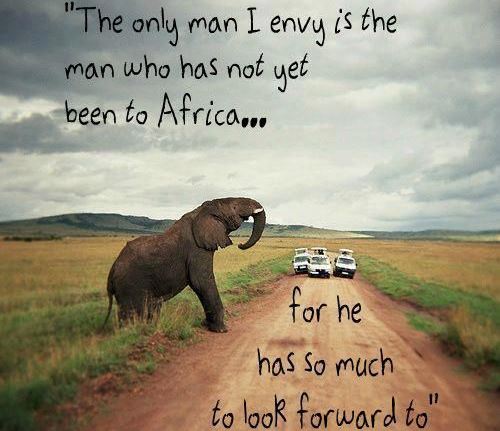 "The only man I envy is the
man who has not yet
been to Africa...
for he
has so much
to look forward to"